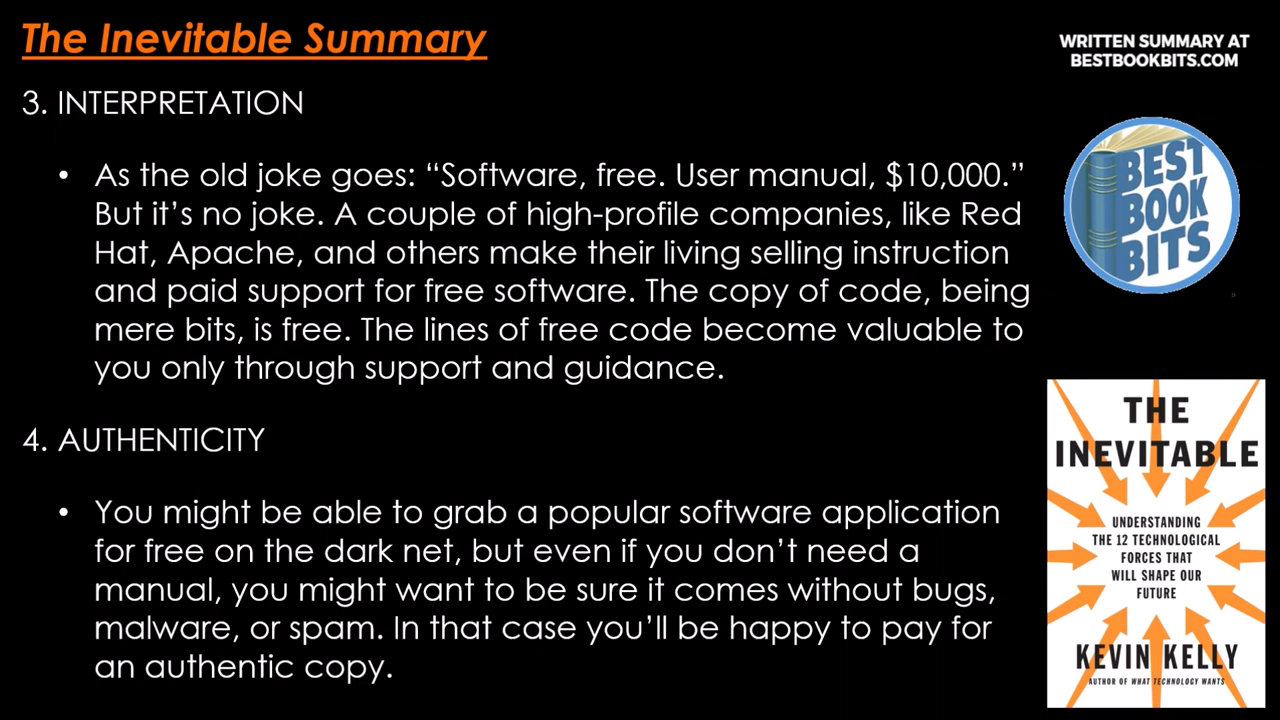 The Inevitable Summary
WRITTEN SUMMARY AT
BESTBOOKBITS.COM
3. INTERPRETATION
• As the old joke goes: “Software, free. User manual, $10,000.”
But it’s no joke. A couple of high-profile companies, like Red
Hat, Apache, and others make their living selling instruction
and paid support for free software. The copy of code, being
mere bits, is free. The lines of free code become valuable to
you only through support and guidance.
BEST
BOOK
BITS
4. AUTHENTICITY
• You might be able to grab a popular software application
for free on the dark net, but even if you don’t need a
manual, you might want to be sure it comes without bugs,
malware, or spam. In that case you’ll be happy to pay for
an authentic copy.
THE
INEVITABLE
UNDERSTANDING
THE 12 TECHNOLOGICAL
FORCES THAT
WILL SHAPE OUR
FUTURE
KEVIN KELLY
AUTHOR OF WHAT TECHNOLOGY WANTS